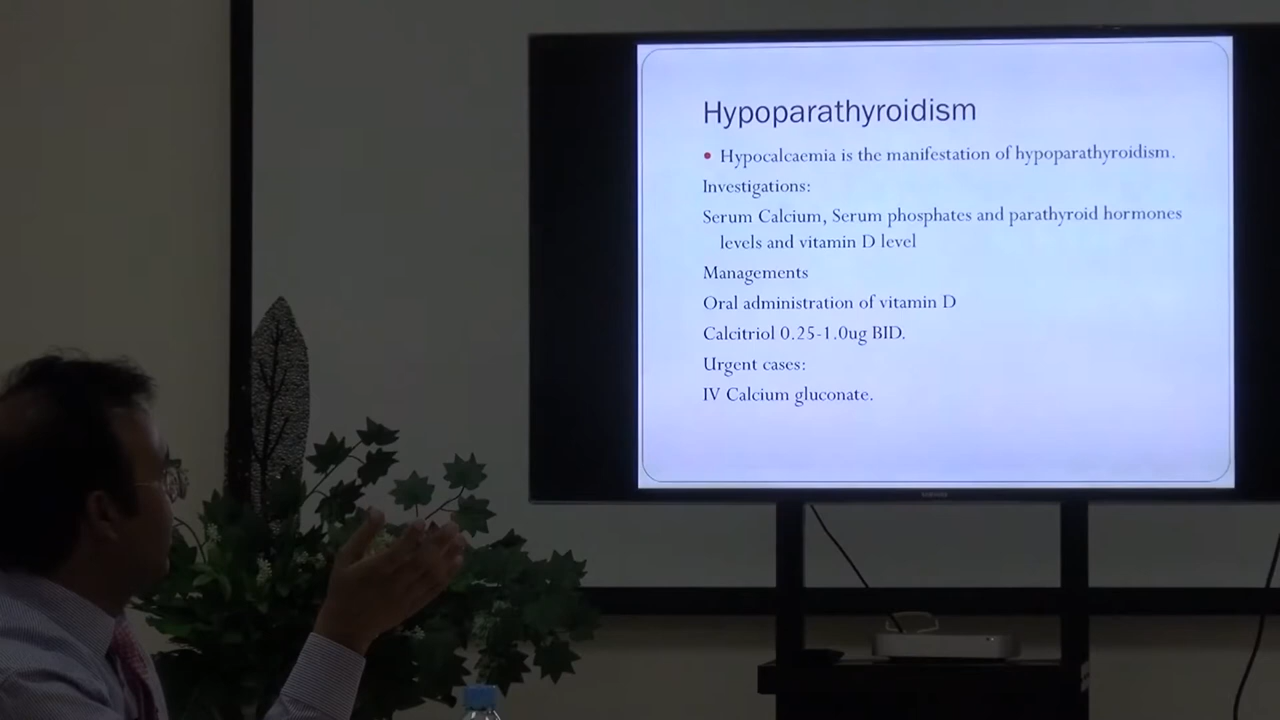 Hypoparathyroidism
• Hypocalcaemia is the manifestation of hypoparathyroidism.
Investigations:
Serum Calcium, Serum phosphates and parathyroid hormones
levels and vitamin D level
Managements
Oral administration of vitamin D
Calcitriol 0.25-1.0ug BID.
Urgent cases:
IV Calcium gluconate.
SAMSUNG